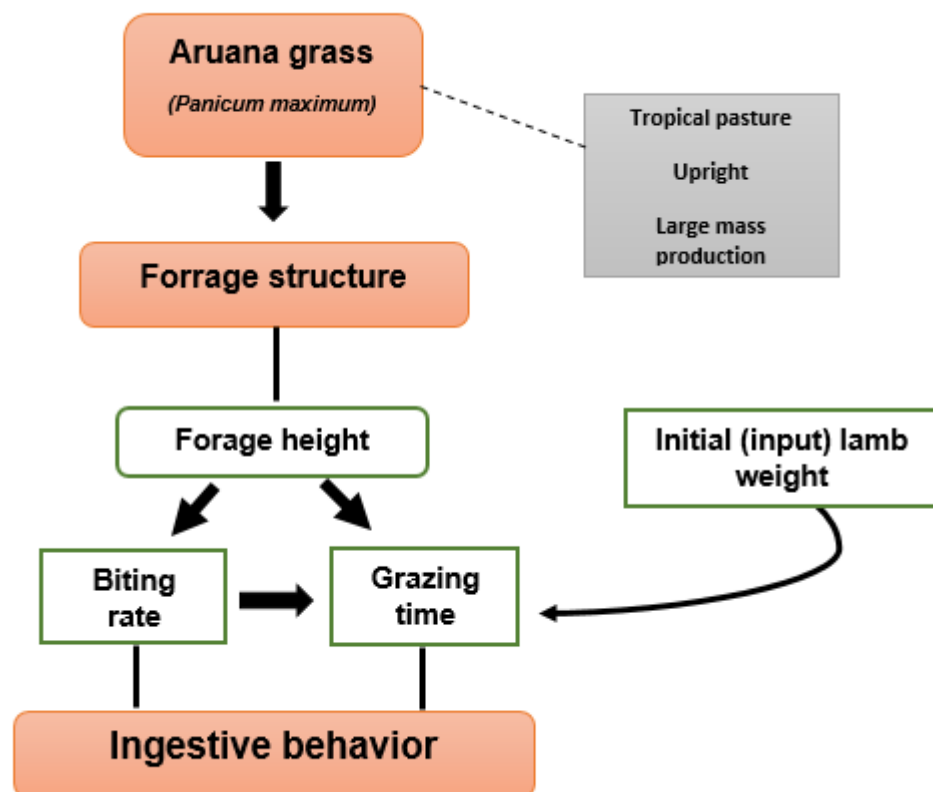 Aruana grass
(Panicum maximum)
Tropical pasture
Upright
Large mass
production
Forrage structure
Forage height
Initial (input) lamb
weight
Biting
rate
Grazing
time
Ingestive behavior